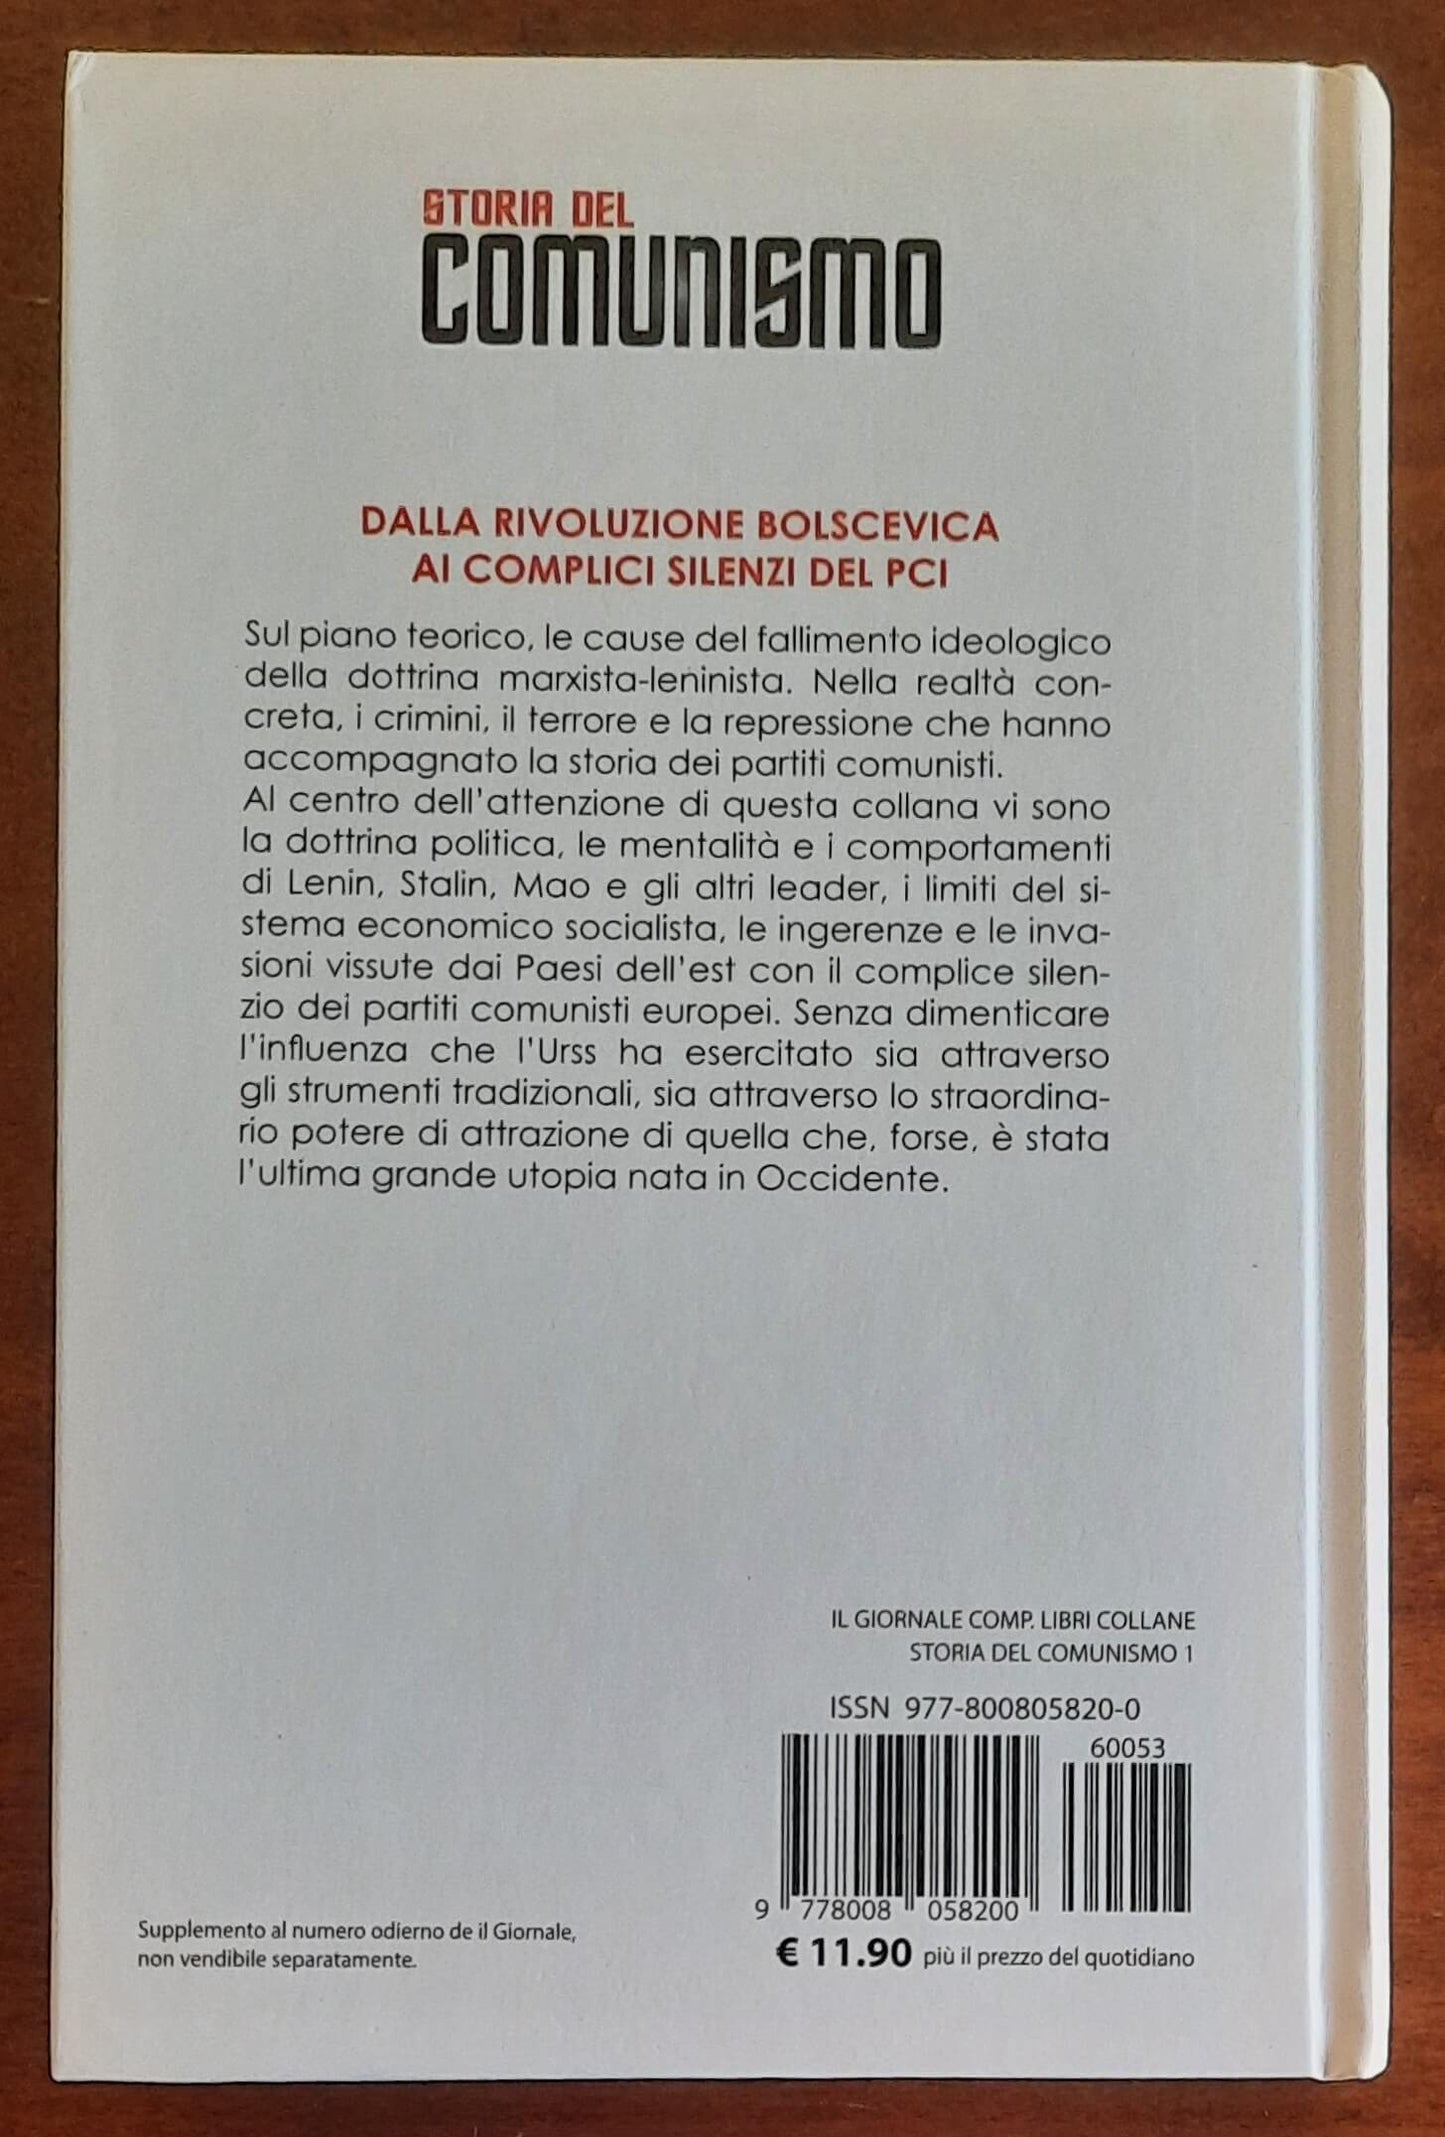 STORIA DEL
COMUNISMO
DALLA RIVOLUZIONE BOLSCEVICA
AI COMPLICI SILENZI DEL PCI
Sul piano teorico, le cause del fallimento ideologico
della dottrina marxista-leninista. Nella realtà con-
creta, i crimini, il terrore e la repressione che hanno
accompagnato la storia dei partiti comunisti.
Al centro dell'attenzione di questa collana vi sono
la dottrina politica, le mentalità e i comportamenti
di Lenin, Stalin, Mao e gli altri leader, i limiti del si-
stema economico socialista, le ingerenze e le inva-
sioni vissute dai Paesi dell'est con il complice silen-
zio dei partiti comunisti europei. Senza dimenticare
l'influenza che l'Urss ha esercitato sia attraverso
gli strumenti tradizionali, sia attraverso lo straordina-
rio potere di attrazione di quella che, forse, è stata
l'ultima grande utopia nata in Occidente.
IL GIORNALE COMP. LIBRI COLLANE
STORIA DEL COMUNISMO 1
ISSN 977-800805820-0
60053
9 778008 058200
€ 11.90 più il prezzo del quotidiano
Supplemento al numero odierno de il Giornale,
non vendibile separatamente.